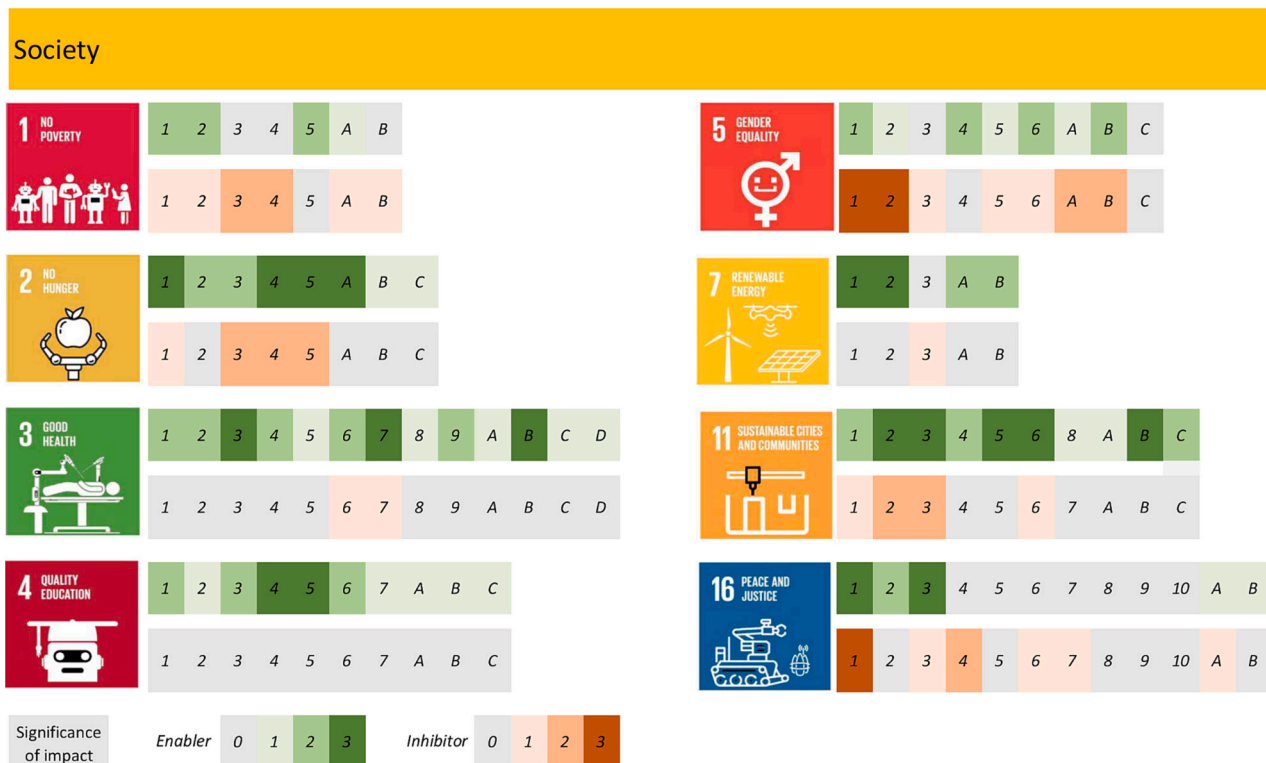 Society
1 NO
POVERTY
1 2 3 4 5 A B
1 2 3 4 5 A B
5 GENDER
EQUALITY
1 2 3 4 5 6 A B C
1 2 3 4 5 6 A B C
2 NO
HUNGER
1 2 3 4 5 A B C
1 2 3 4 5 A B C
7 RENEWABLE
ENERGY
1 2 3 A B
1 2 3 A B
3 GOOD
HEALTH
1 2 3 4 5 6 7 8 9 A B C D
1 2 3 4 5 6 7 8 9 A B C D
11 SUSTAINABLE CITIES
AND COMMUNITIES
1 2 3 4 5 6 8 A B C
1 2 3 4 5 6 7 A B C
4 QUALITY
EDUCATION
1 2 3 4 5 6 7 A B C
1 2 3 4 5 6 7 A B C
16 PEACE AND
JUSTICE
1 2 3 4 5 6 7 8 9 10 A B
1 2 3 4 5 6 7 8 9 10 A B
Significance
of impact
Enabler 0 1 2 3
Inhibitor 0 1 2 3